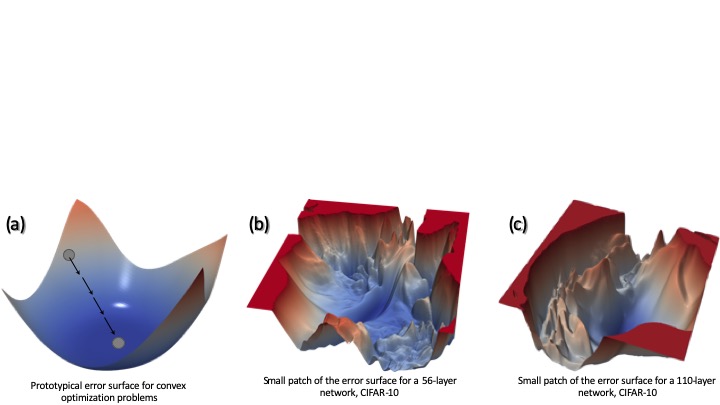 (a)
(b)
(c)
Prototypical error surface for convex
optimization problems
Small patch of the error surface for a 56-layer
network, CIFAR-10
Small patch of the error surface for a 110-layer
network, CIFAR-10